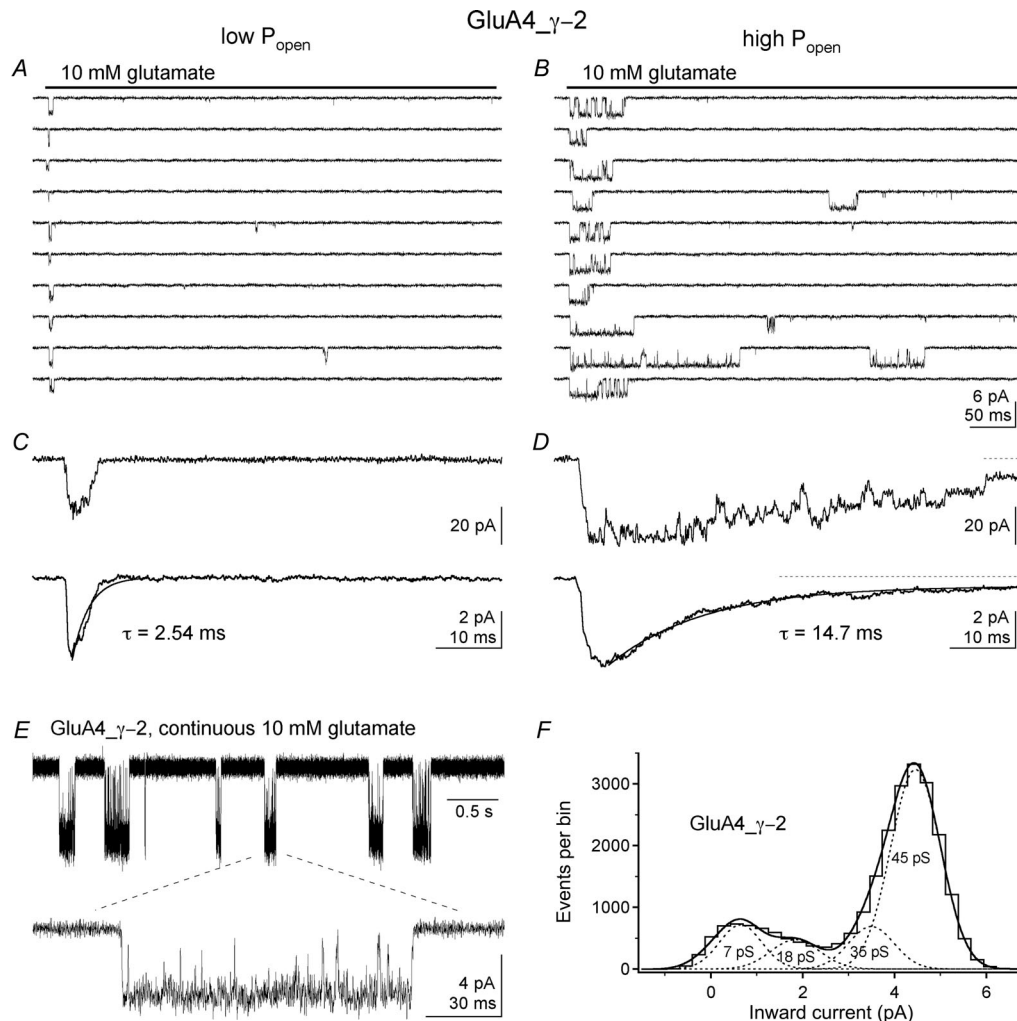 GluA4_γ–2
low Popen
high Popen
A
10 mM glutamate
B
10 mM glutamate
6 pA
50 ms
C
D
20 pA
20 pA
τ = 2.54 ms
2 pA
10 ms
τ = 14.7 ms
2 pA
10 ms
E
GluA4_γ–2, continuous 10 mM glutamate
0.5 s
4 pA
30 ms
F
GluA4_γ–2
Events per bin
3000
2000
1000
0
7 pS
18 pS
35 pS
45 pS
0
2
4
6
Inward current (pA)